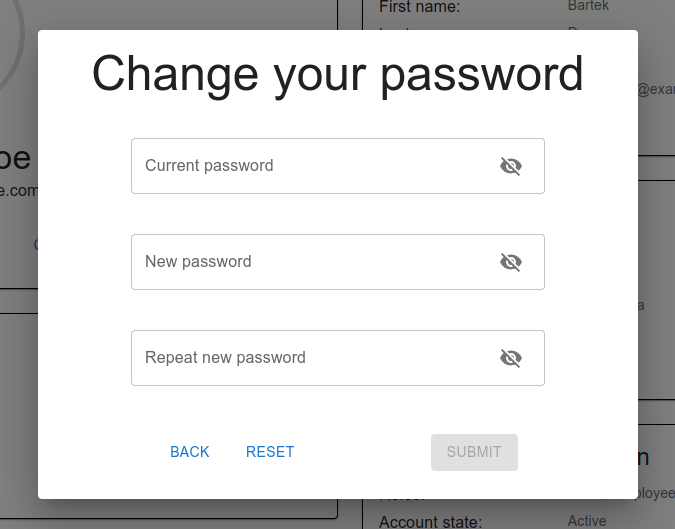 First name:
Bartek
Change your password
@exa
oe
e.com
Current password
New password
Repeat new password
a
BACK
RESET
SUBMIT
n
ployee
Account state:
Active